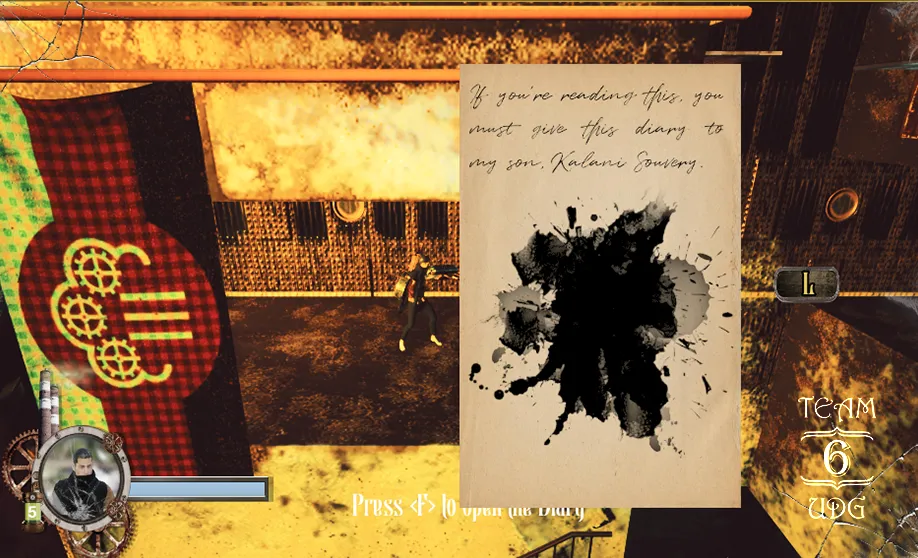 If you're reading this, you
must give this diary to
my son, Kalani Souvery.
L
TEAM
6
UDG
5
Press <F> to open the Diary